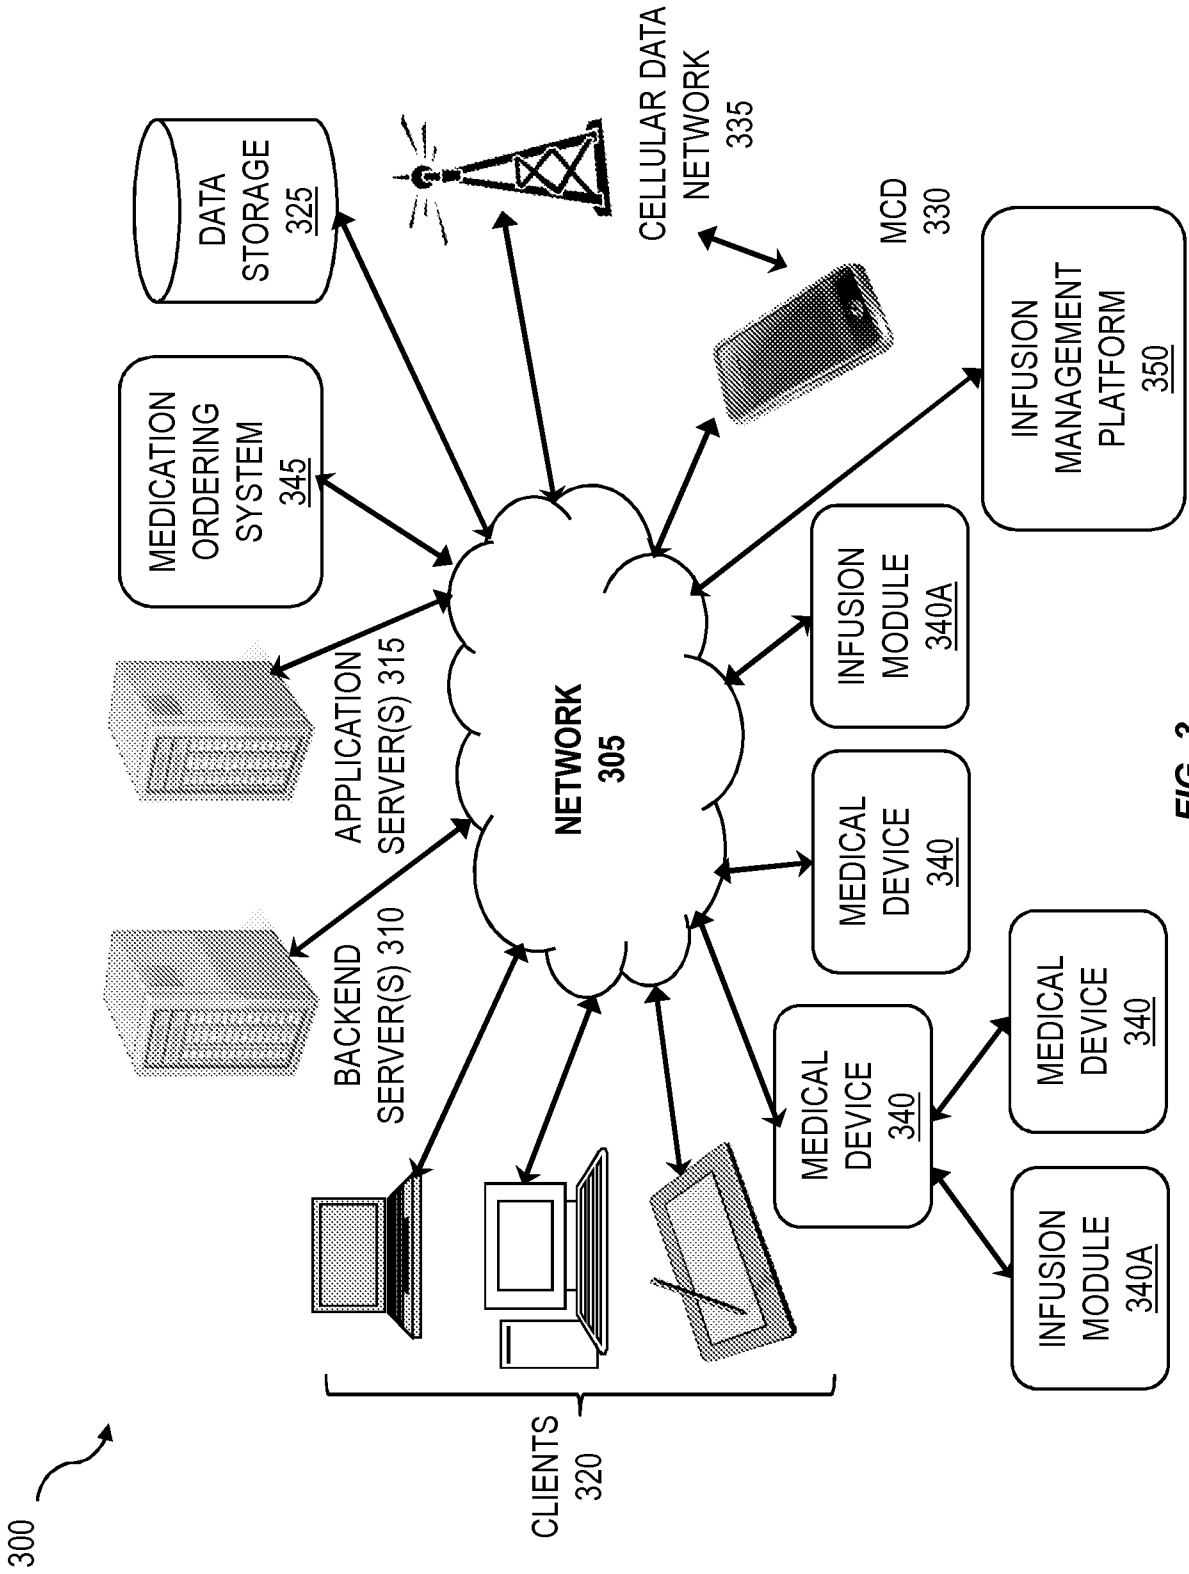 300
BACKEND
SERVER(S) 310
APPLICATION
SERVER(S) 315
MEDICATION
ORDERING
SYSTEM
345
DATA
STORAGE
325
CLIENTS
320
NETWORK
305
CELLULAR DATA
NETWORK
335
MCD
330
MEDICAL
DEVICE
340
MEDICAL
DEVICE
340
INFUSION
MODULE
340A
INFUSION
MANAGEMENT
PLATFORM
350
INFUSION
MODULE
340A
MEDICAL
DEVICE
340
FIG. 3